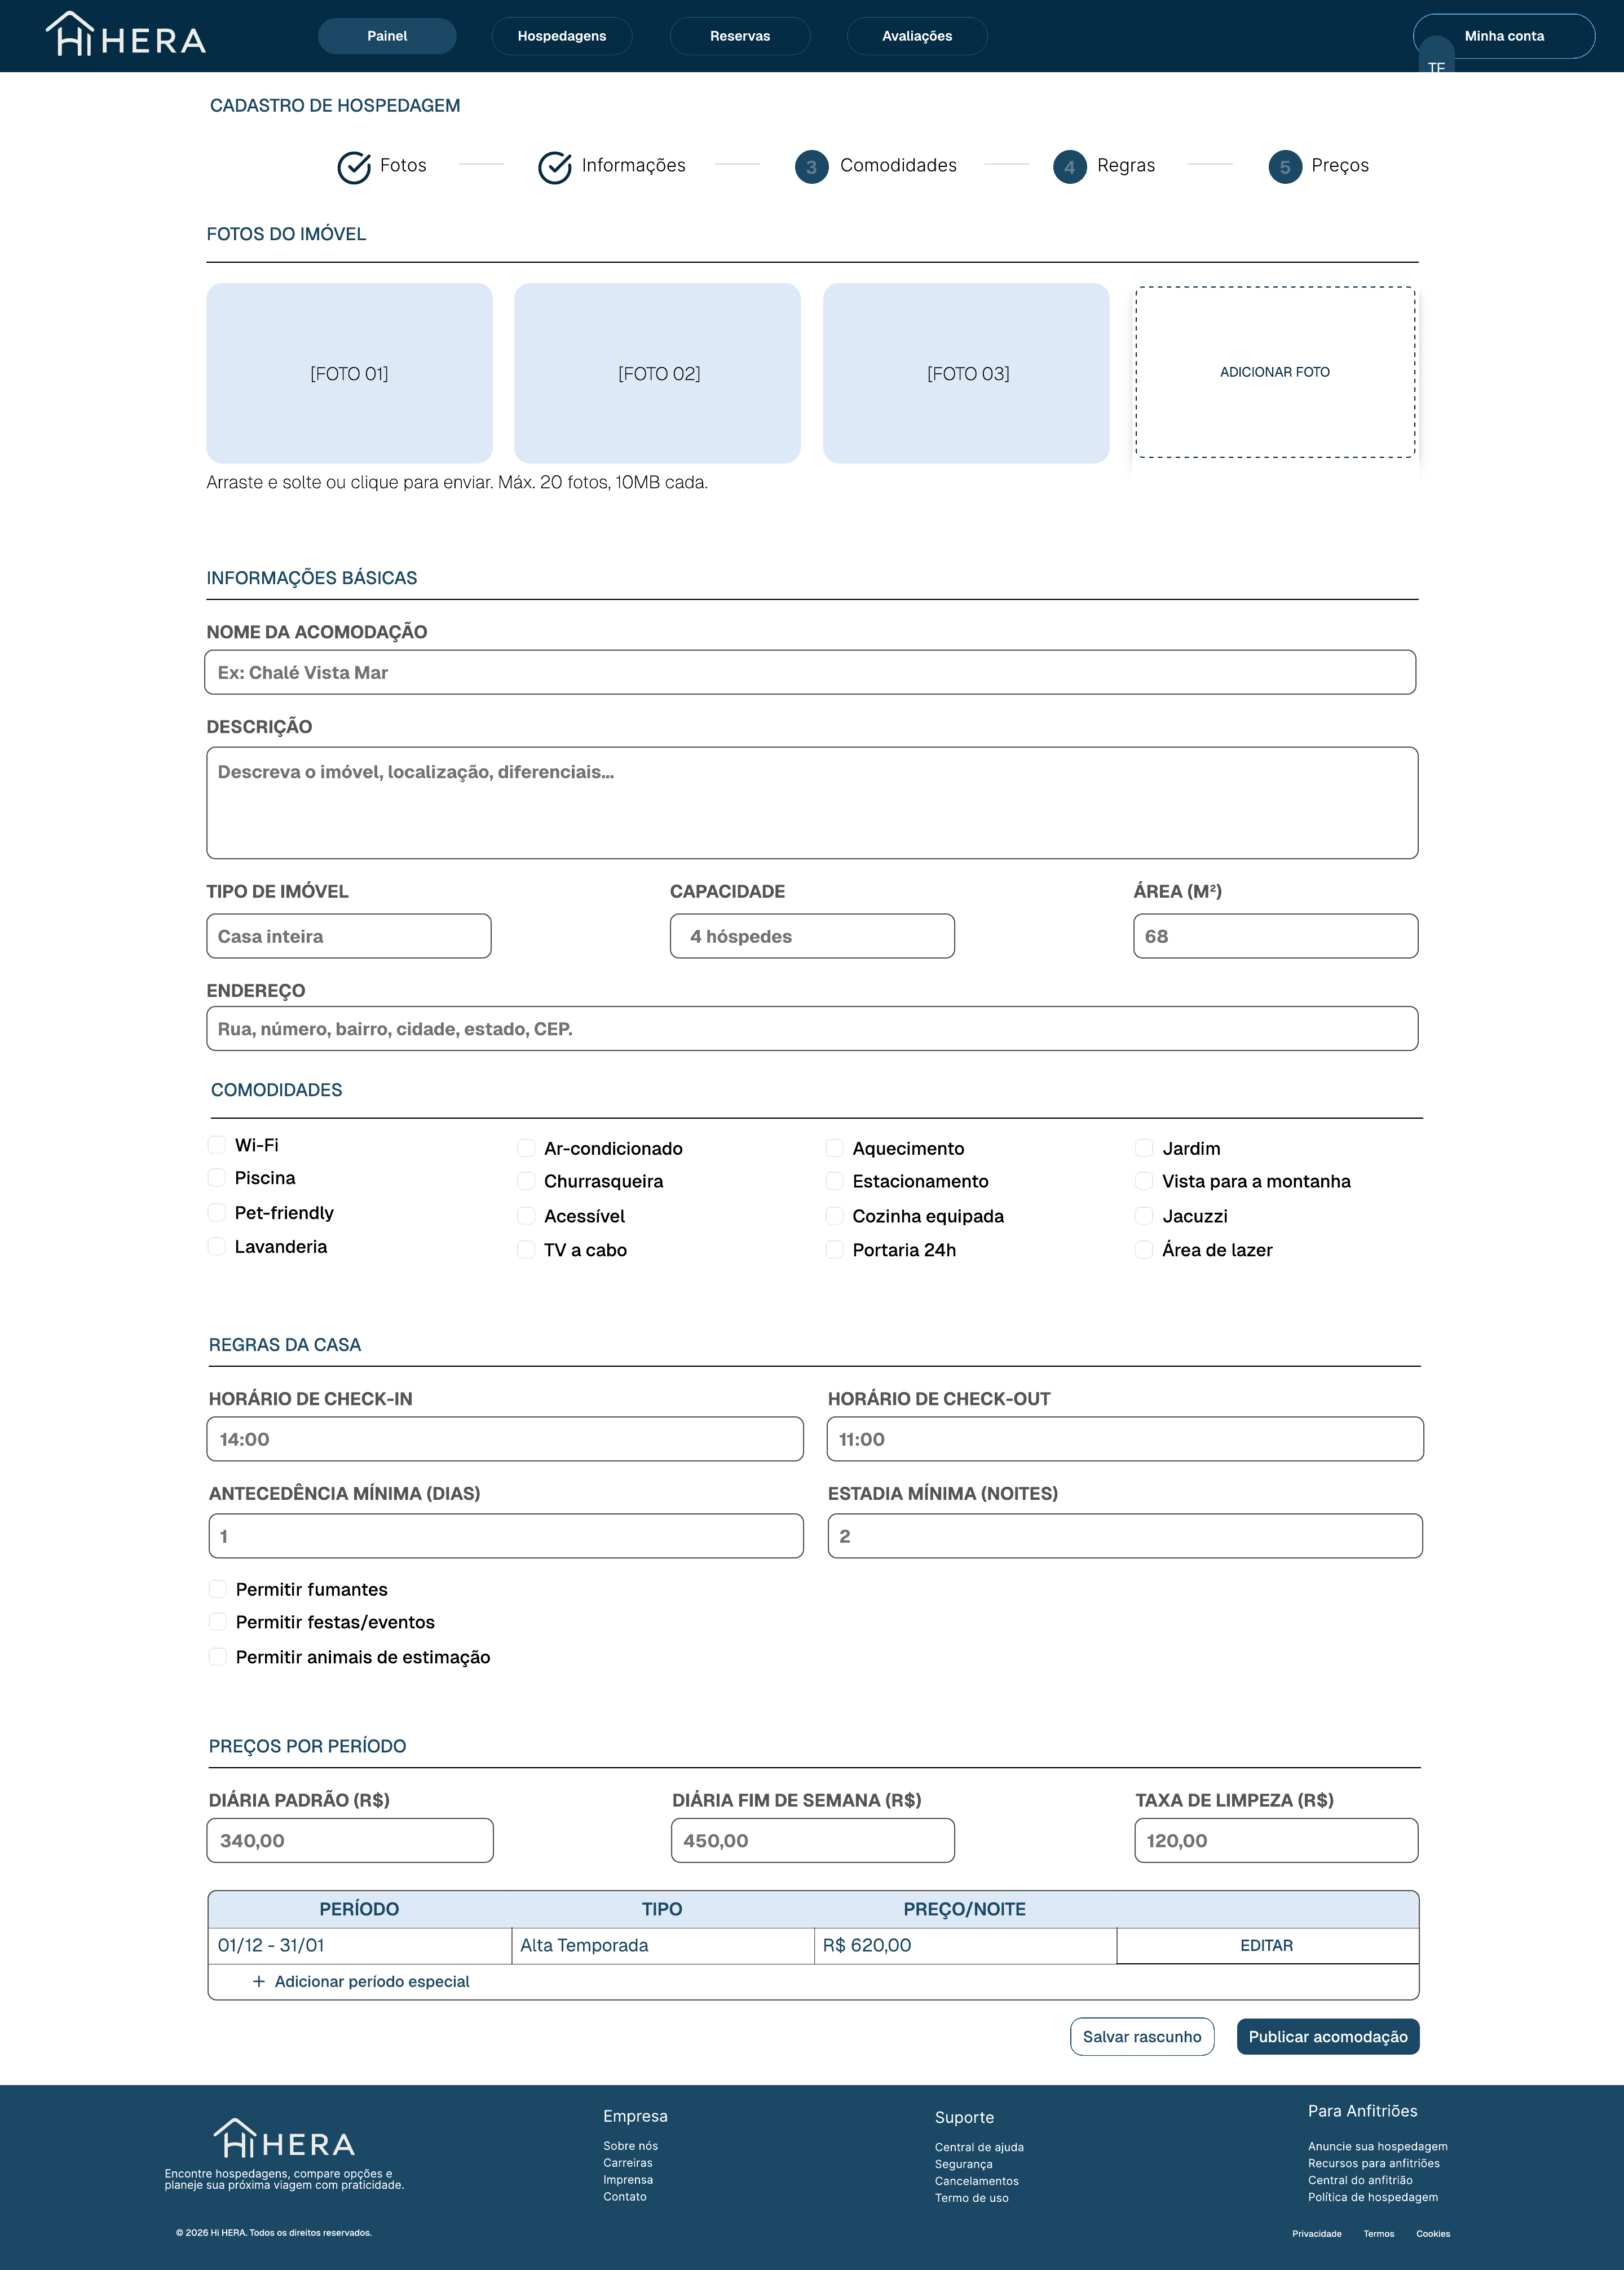 Hi HERA
Painel
Hospedagens
Reservas
Avaliações
Minha conta
TE
CADASTRO DE HOSPEDAGEM
Fotos
Informações
3 Comodidades
4 Regras
5 Preços
FOTOS DO IMÓVEL
[FOTO 01]
[FOTO 02]
[FOTO 03]
ADICIONAR FOTO
Arraste e solte ou clique para enviar. Máx. 20 fotos, 10MB cada.
INFORMAÇÕES BÁSICAS
NOME DA ACOMODAÇÃO
Ex: Chalé Vista Mar
DESCRIÇÃO
Descreva o imóvel, localização, diferenciais...
TIPO DE IMÓVEL
CAPACIDADE
ÁREA (M²)
Casa inteira
4 hóspedes
68
ENDEREÇO
Rua, número, bairro, cidade, estado, CEP.
COMODIDADES
Wi-Fi
Piscina
Pet-friendly
Lavanderia
Ar-condicionado
Churrasqueira
Acessível
TV a cabo
Aquecimento
Estacionamento
Cozinha equipada
Portaria 24h
Jardim
Vista para a montanha
Jacuzzi
Área de lazer
REGRAS DA CASA
HORÁRIO DE CHECK-IN
HORÁRIO DE CHECK-OUT
14:00
11:00
ANTECEDÊNCIA MÍNIMA (DIAS)
ESTADIA MÍNIMA (NOITES)
1
2
Permitir fumantes
Permitir festas/eventos
Permitir animais de estimação
PREÇOS POR PERÍODO
DIÁRIA PADRÃO (R$)
DIÁRIA FIM DE SEMANA (R$)
TAXA DE LIMPEZA (R$)
340,00
450,00
120,00
PERÍODO
TIPO
PREÇO/NOITE
01/12 - 31/01
Alta Temporada
R$ 620,00
EDITAR
+ Adicionar período especial
Salvar rascunho
Publicar acomodação
Hi HERA
Encontre hospedagens, compare opções e
planeje sua próxima viagem com praticidade.
Empresa
Sobre nós
Carreiras
Imprensa
Contato
Suporte
Central de ajuda
Segurança
Cancelamentos
Termo de uso
Para Anfitriões
Anuncie sua hospedagem
Recursos para anfitriões
Central do anfitrião
Política de hospedagem
© 2026 Hi HERA. Todos os direitos reservados.
Privacidade
Termos
Cookies